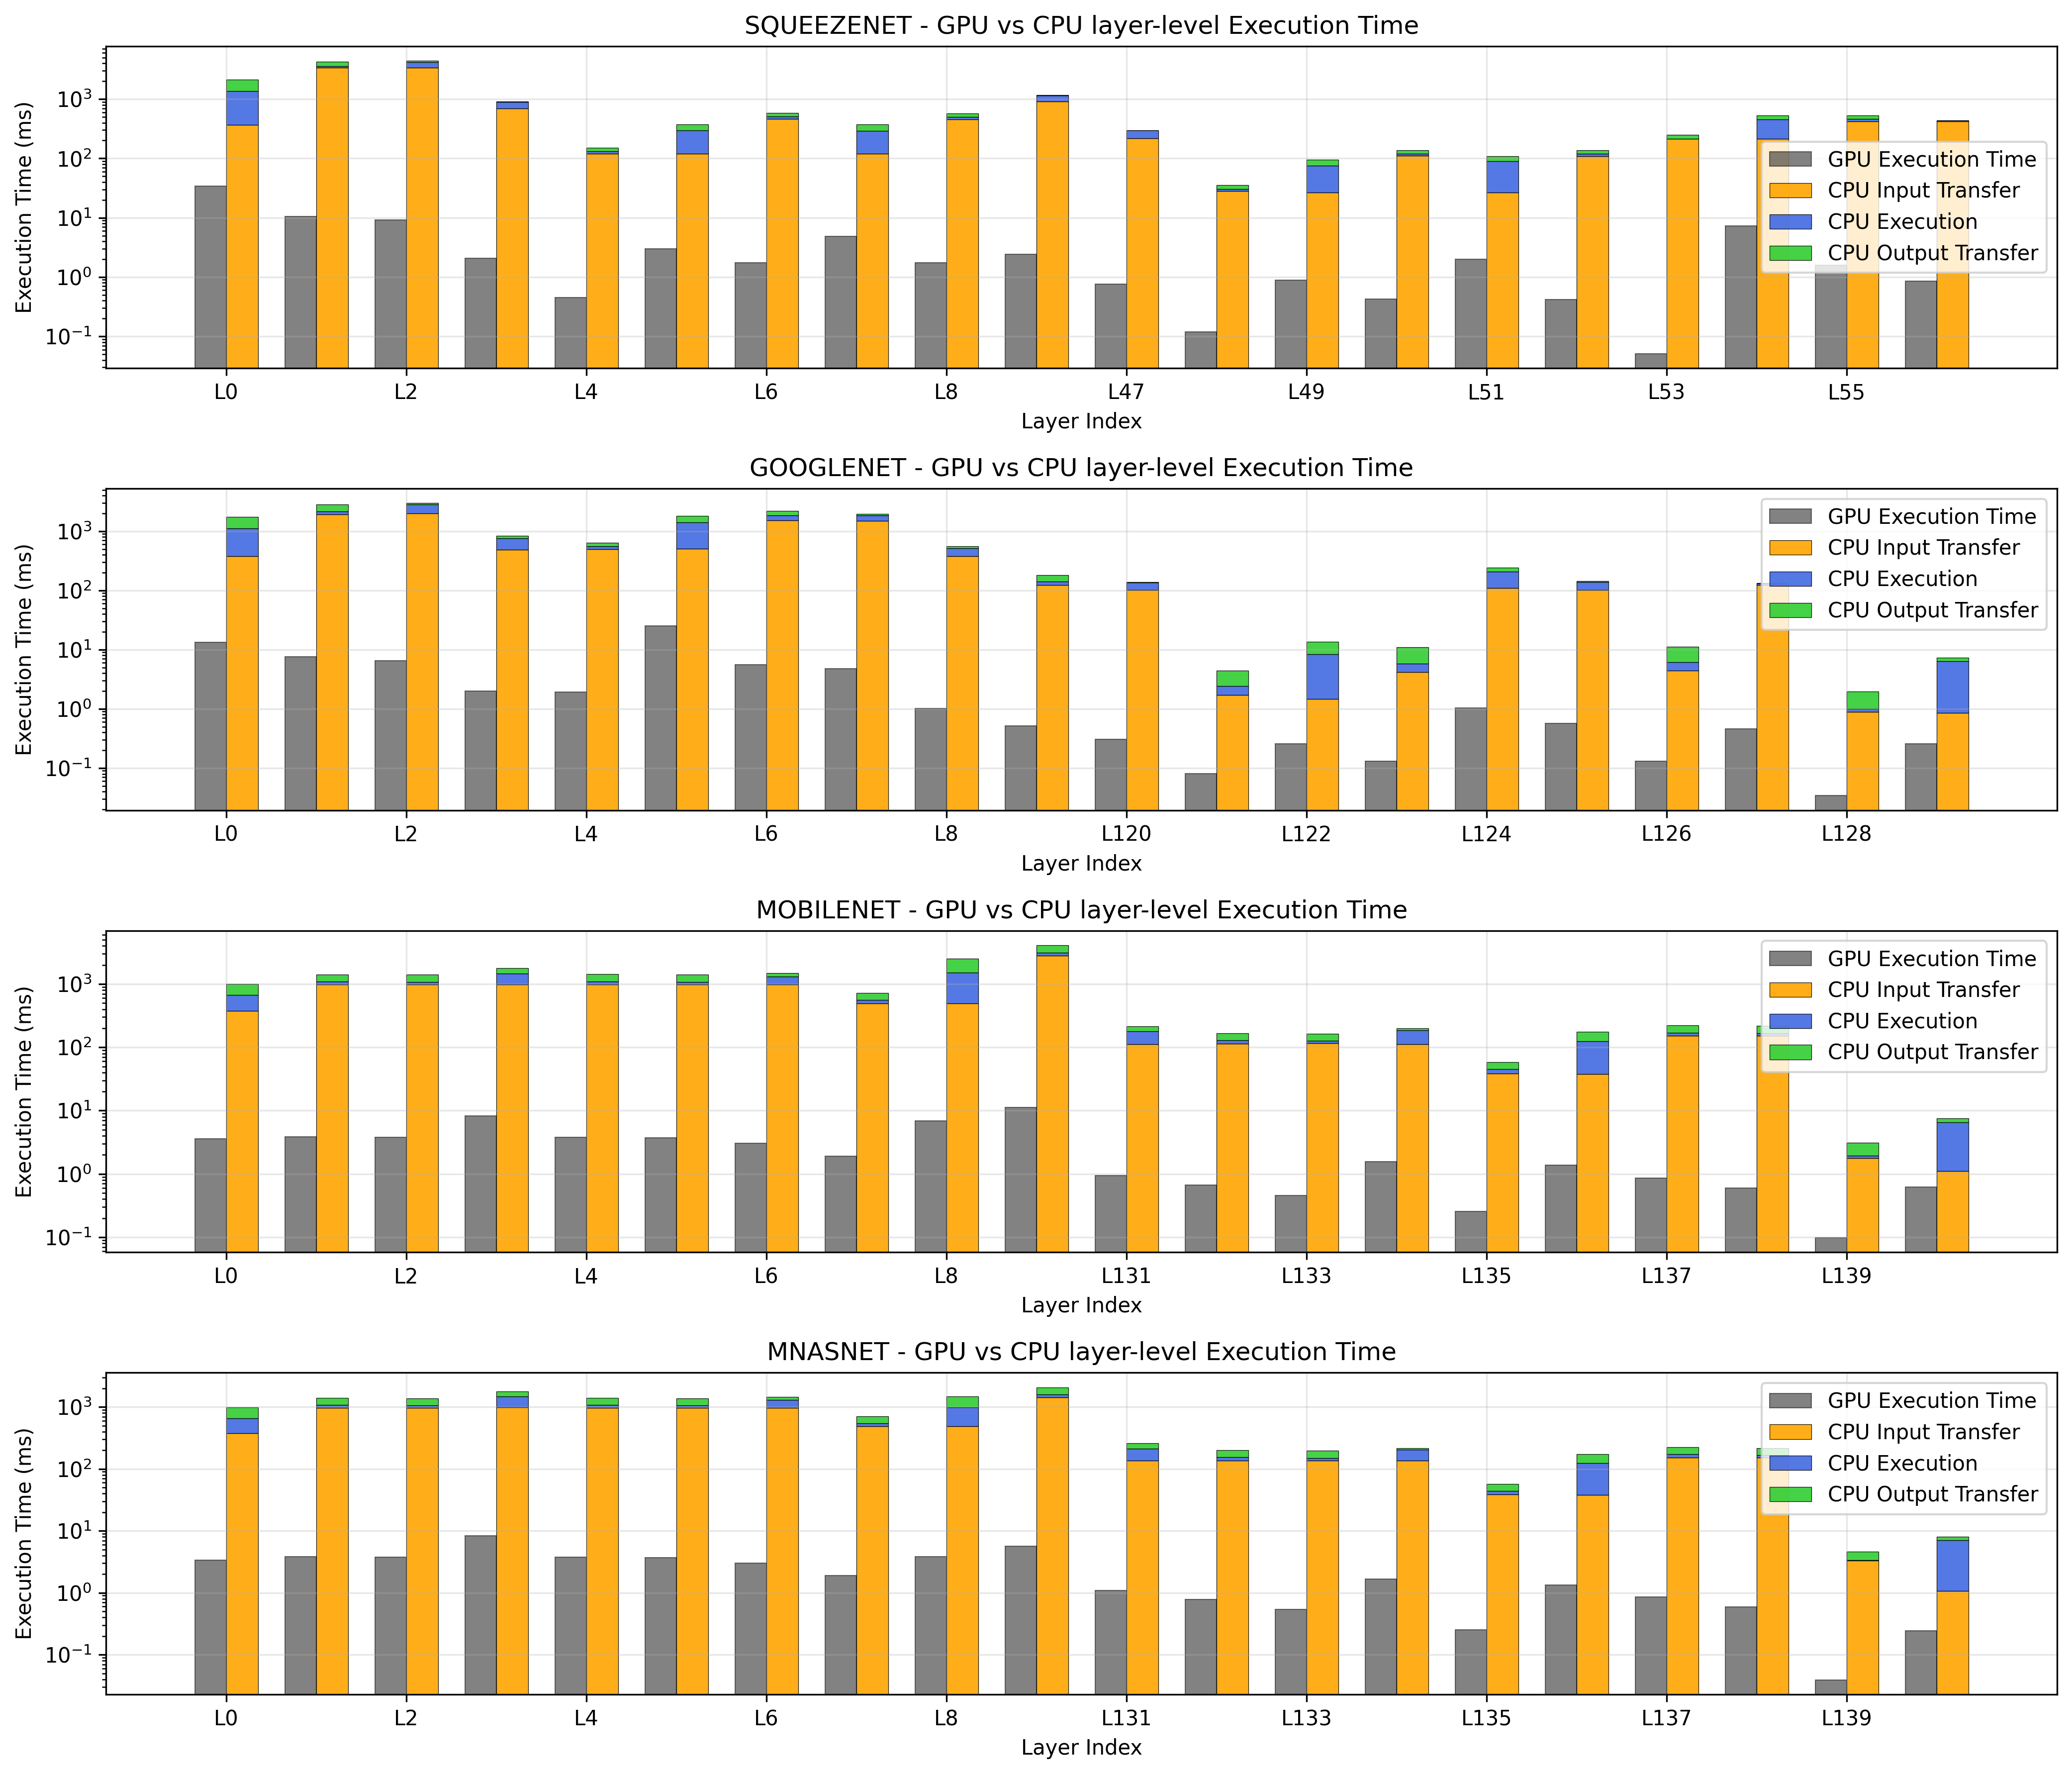 SQUEEZENET - GPU vs CPU layer-level Execution Time
Execution Time (ms)
10³
10²
10¹
10⁰
10⁻¹
GPU Execution Time
CPU Input Transfer
CPU Execution
CPU Output Transfer
L0 L2 L4 L6 L8 L47 L49 L51 L53 L55
Layer Index
GOOGLENET - GPU vs CPU layer-level Execution Time
Execution Time (ms)
10³
10²
10¹
10⁰
10⁻¹
GPU Execution Time
CPU Input Transfer
CPU Execution
CPU Output Transfer
L0 L2 L4 L6 L8 L120 L122 L124 L126 L128
Layer Index
MOBILENET - GPU vs CPU layer-level Execution Time
Execution Time (ms)
10³
10²
10¹
10⁰
10⁻¹
GPU Execution Time
CPU Input Transfer
CPU Execution
CPU Output Transfer
L0 L2 L4 L6 L8 L131 L133 L135 L137 L139
Layer Index
MNASNET - GPU vs CPU layer-level Execution Time
Execution Time (ms)
10³
10²
10¹
10⁰
10⁻¹
GPU Execution Time
CPU Input Transfer
CPU Execution
CPU Output Transfer
L0 L2 L4 L6 L8 L131 L133 L135 L137 L139
Layer Index